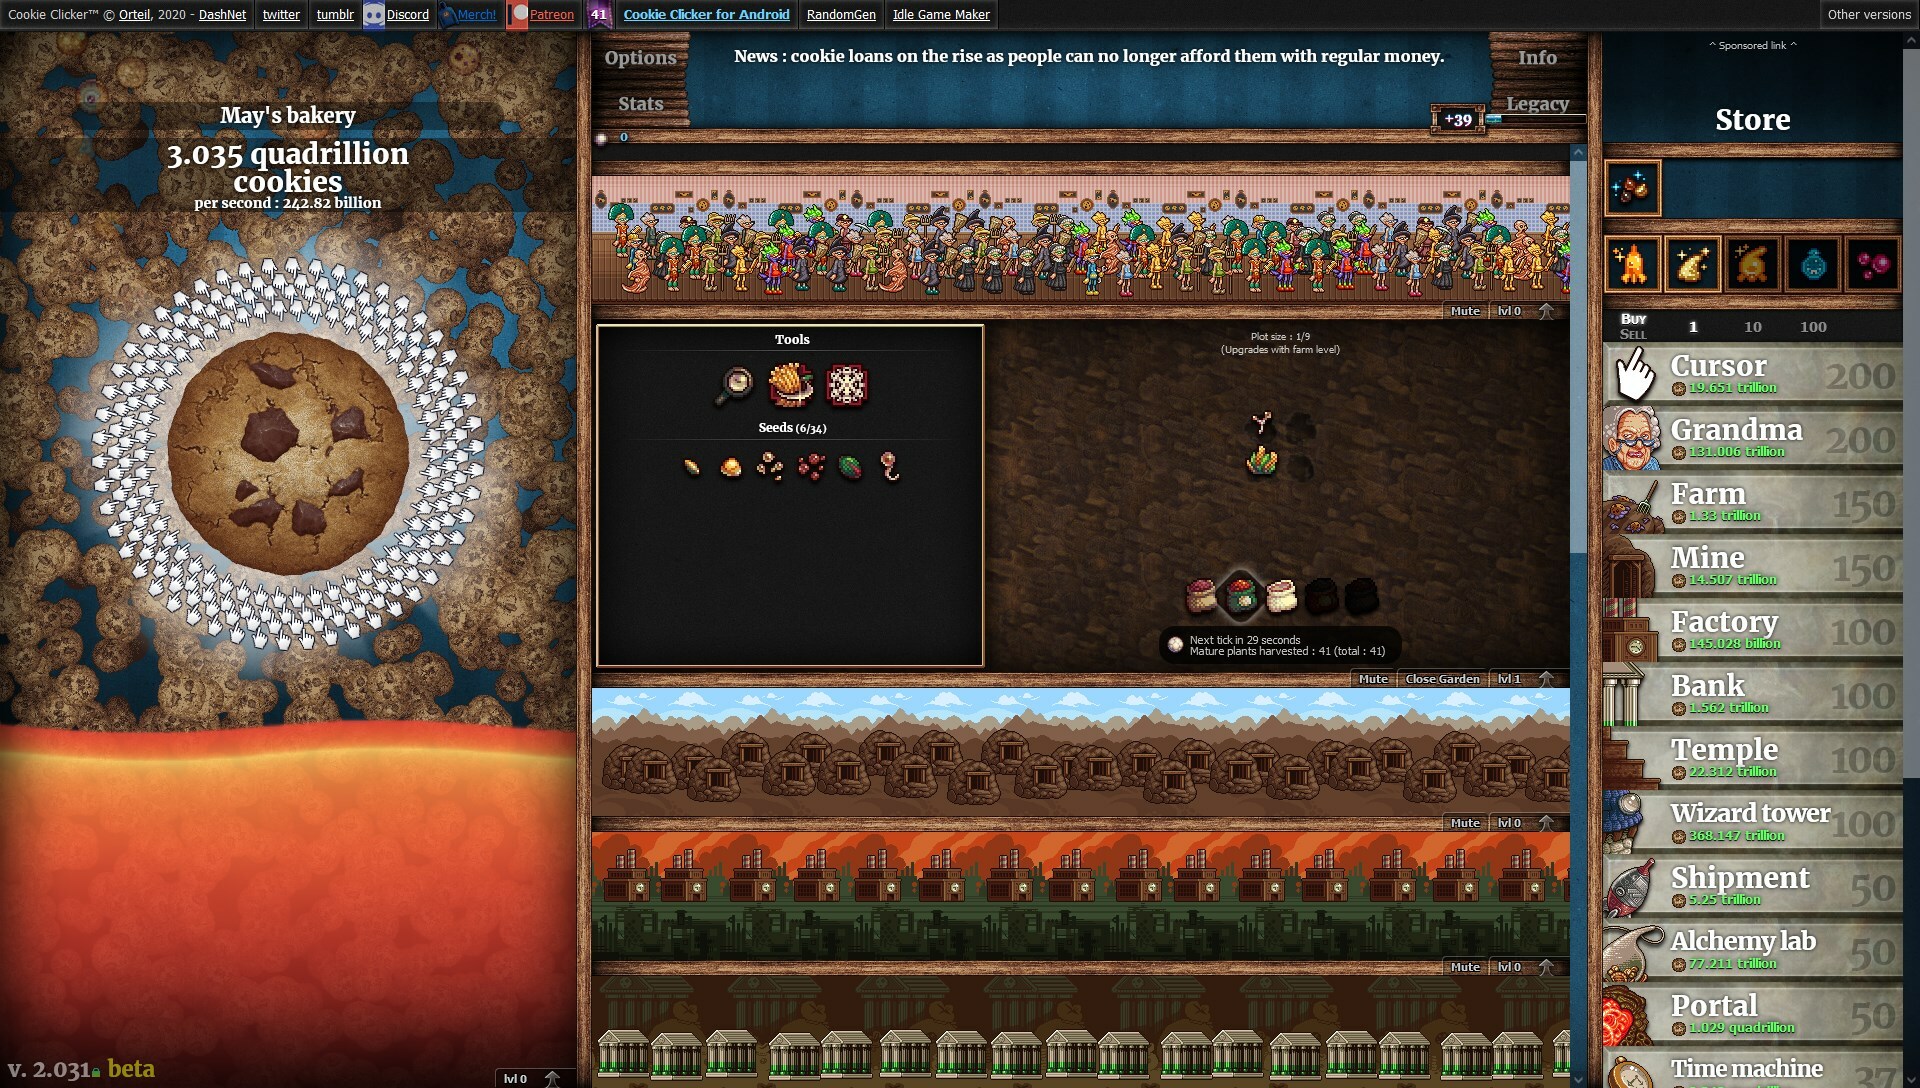 Cookie Clicker™ © Orteil, 2020 - DashNet
twitter
tumblr
Discord
Merch!
Patreon
41
Cookie Clicker for Android
RandomGen
Idle Game Maker
Other versions
May's bakery
3.035 quadrillion
cookies
per second : 242.82 billion
v. 2.031 beta
lvl 0
Options
Stats
News : cookie loans on the rise as people can no longer afford them with regular money.
Info
Legacy
+39
0
Mute
lvl 0
Tools
Seeds (6/34)
Plot size : 1/9
(Upgrades with farm level)
Next tick in 29 seconds
Mature plants harvested : 41 (total : 41)
Mute
Close Garden
lvl 1
Mute
lvl 0
Mute
lvl 0
^ Sponsored link ^
Store
Buy
Sell
1
10
100
Cursor
19.651 trillion
200
Grandma
131.006 trillion
200
Farm
1.33 trillion
150
Mine
14.507 trillion
150
Factory
145.028 billion
100
Bank
1.562 trillion
100
Temple
22.312 trillion
100
Wizard tower
368.147 trillion
100
Shipment
5.25 trillion
50
Alchemy lab
77.211 trillion
50
Portal
1.029 quadrillion
50
Time machine
37